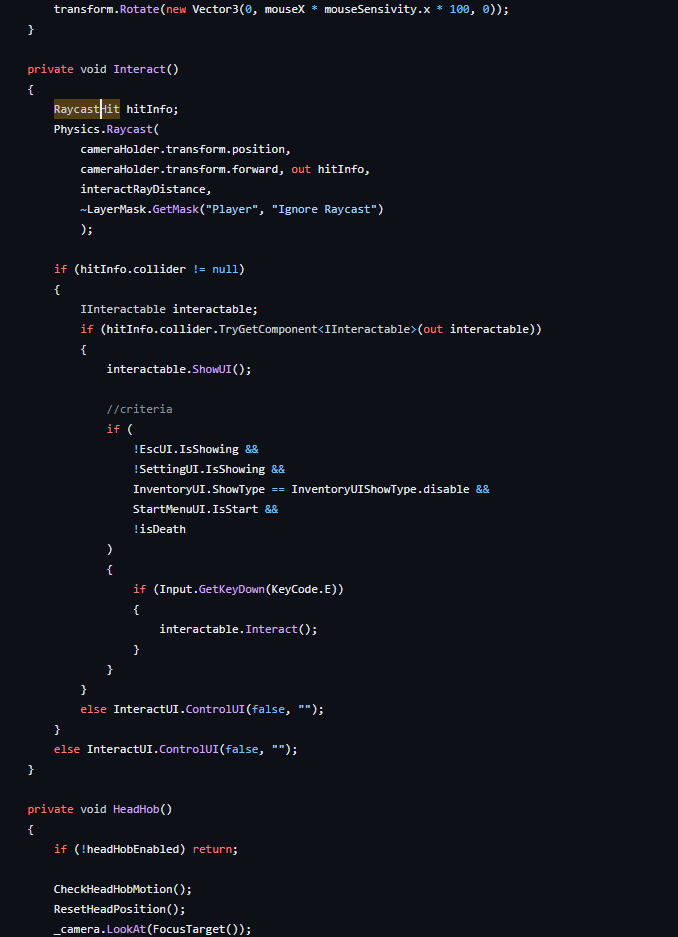 transform.Rotate(new Vector3(0, mouseX * mouseSensivity.x * 100, 0));
}
private void Interact()
{
RaycastHit hitInfo;
Physics.Raycast(
cameraHolder.transform.position,
cameraHolder.transform.forward, out hitInfo,
interactRayDistance,
~LayerMask.GetMask("Player", "Ignore Raycast")
);
if (hitInfo.collider != null)
{
IInteractable interactable;
if (hitInfo.collider.TryGetComponent<IInteractable>(out interactable))
{
interactable.ShowUI();
//criteria
if (
!EscUI.IsShowing &&
!SettingUI.IsShowing &&
InventoryUI.ShowType == InventoryUIShowType.disable &&
StartMenuUI.IsStart &&
!isDeath
)
{
if (Input.GetKeyDown(KeyCode.E))
{
interactable.Interact();
}
}
}
else InteractUI.ControlUI(false, "");
}
else InteractUI.ControlUI(false, "");
}
private void HeadHob()
{
if (!headHobEnabled) return;
CheckHeadHobMotion();
ResetHeadPosition();
_camera.LookAt(FocusTarget());